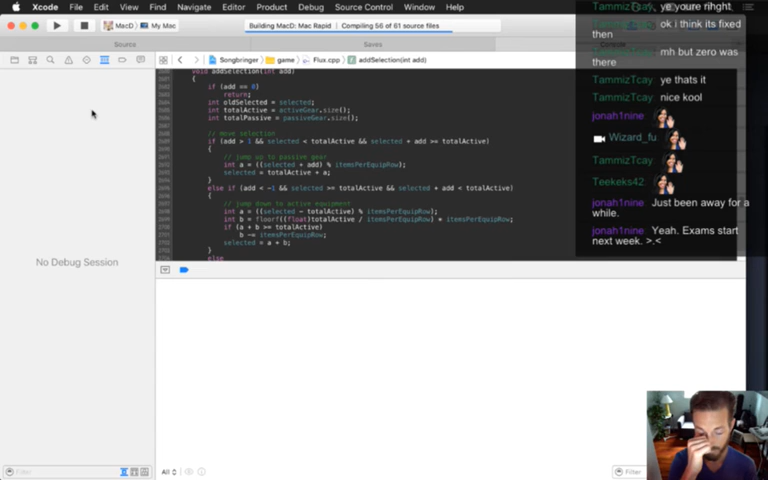 Xcode File Edit View Find Navigate Editor Product Debug Source Control Window Help
TammizTcay: ye youre rihght
MacD My Mac
Building MacD: Mac Rapid | Compiling 56 of 61 source files
ok i think its fixed
then
Source
Saves
mh but zero was
there
Songbringer game Flux.cpp addSelection(int add)
void addSelection(int add)
{
TammizTcay: ye thats it
if (add == 0)
return;
TammizTcay: nice kool
int oldSelected = selected;
int totalActive = activeGear.size();
int totalPassive = passiveGear.size();
jonah1nine:
// move selection
if (add > 1 && selected < totalActive && selected + add >= totalActive)
Wizard_fu:
{
// jump up to passive gear
TammizTcay:
int a = ((selected + add) % itemsPerEquipRow);
selected = totalActive + a;
}
Teekeks42:
else if (add < -1 && selected >= totalActive && selected + add < totalActive)
{
jonah1nine: Just been away for a
while.
// jump down to active equipment
int a = ((selected - totalActive) % itemsPerEquipRow);
int b = floorf((float)totalActive / itemsPerEquipRow) * itemsPerEquipRow;
if (a + b >= totalActive)
jonah1nine: Yeah. Exams start
next week. >.<
b -= itemsPerEquipRow;
selected = a + b;
}
else
No Debug Session
Filter
All
Filter